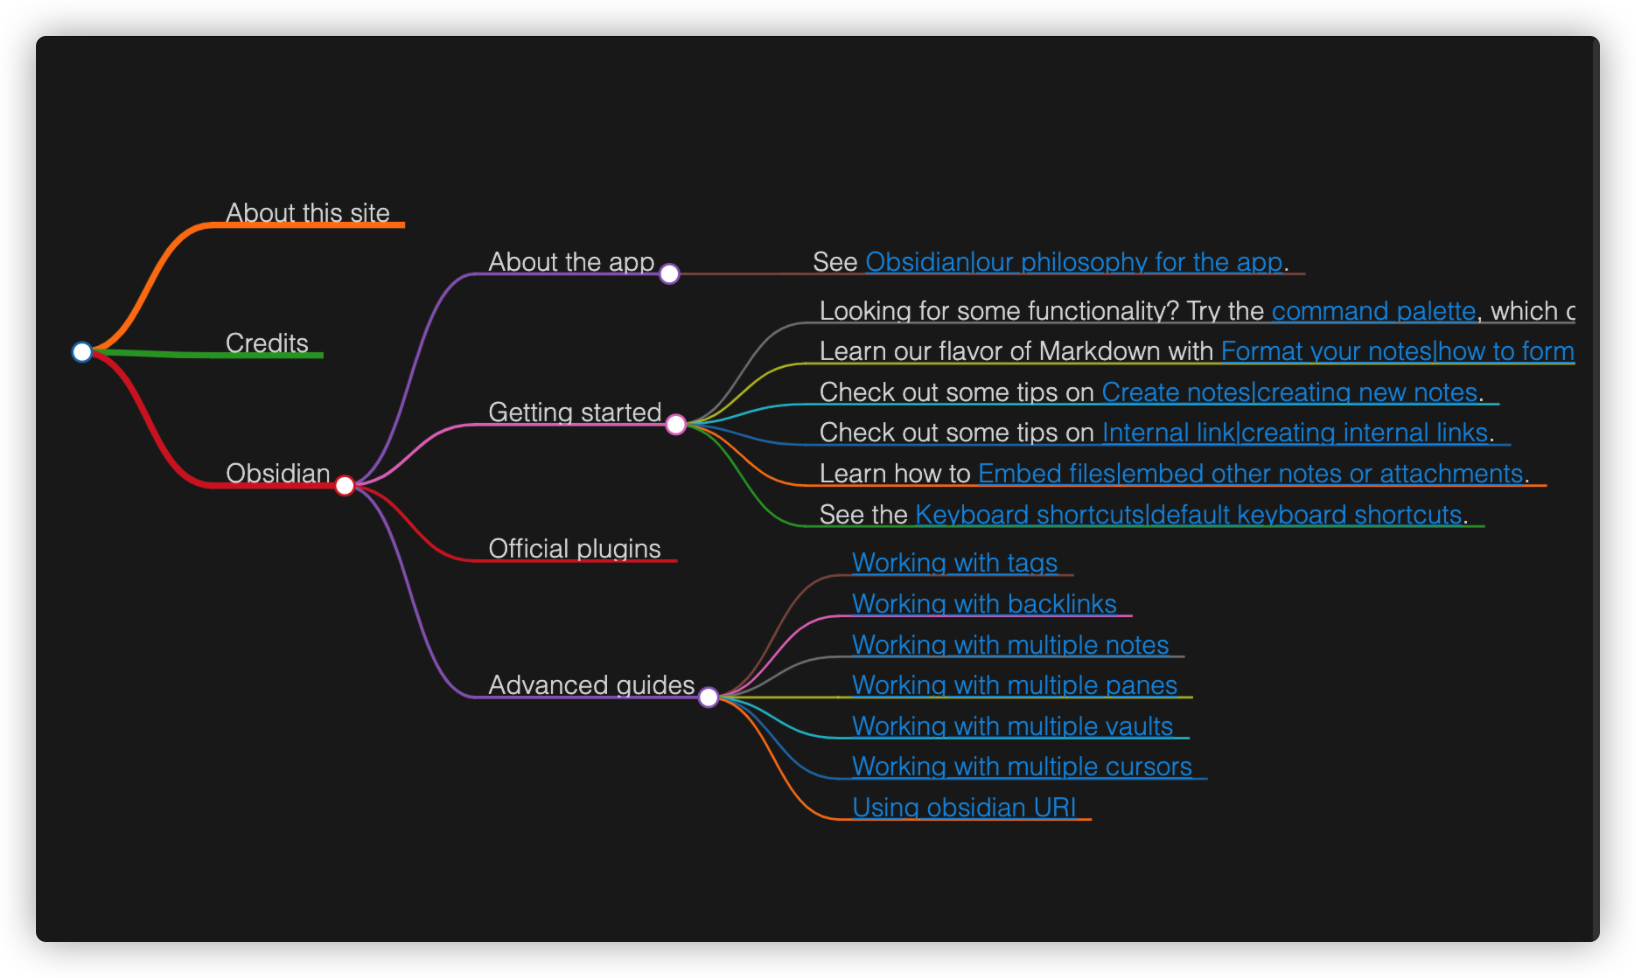 About this site
Credits
Obsidian
About the app
See Obsidian|our philosophy for the app.
Getting started
Looking for some functionality? Try the command palette, which
Learn our flavor of Markdown with Format your notes|how to form
Check out some tips on Create notes|creating new notes.
Check out some tips on Internal link|creating internal links.
Learn how to Embed files|embed other notes or attachments.
See the Keyboard shortcuts|default keyboard shortcuts.
Official plugins
Advanced guides
Working with tags
Working with backlinks
Working with multiple notes
Working with multiple panes
Working with multiple vaults
Working with multiple cursors
Using obsidian URI